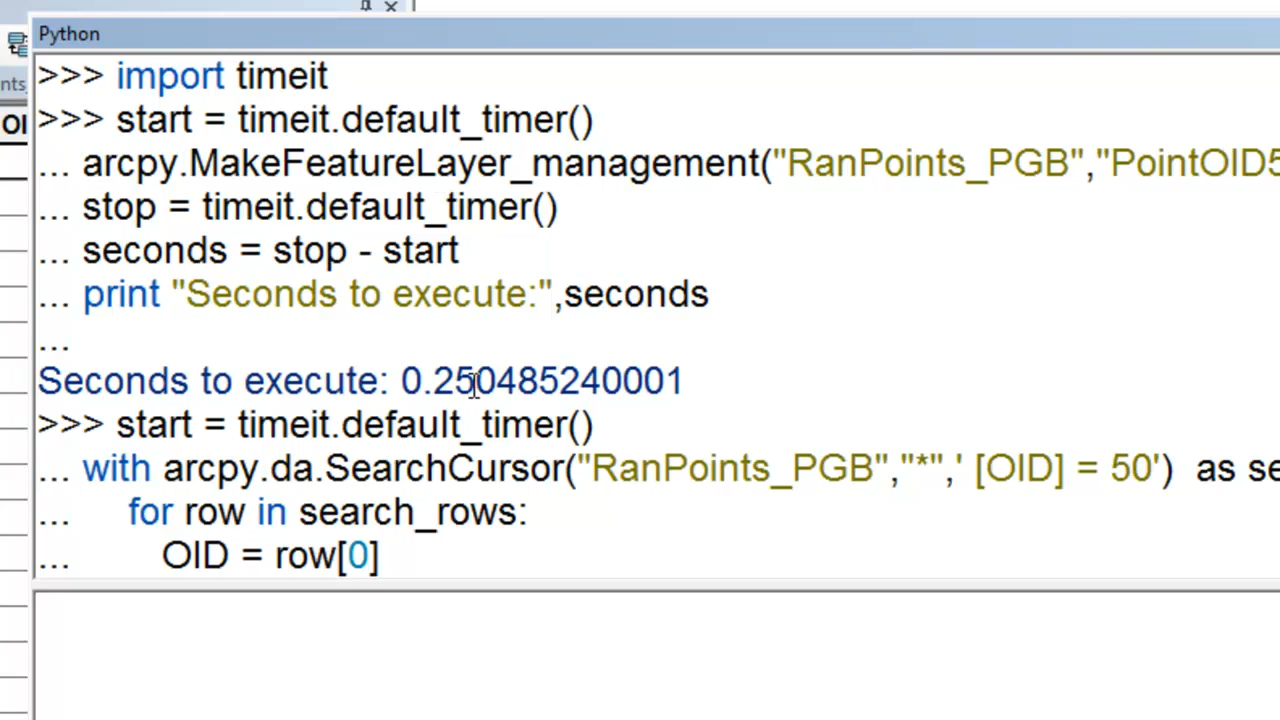 Python
nts
OI
>>> import timeit
>>> start = timeit.default_timer()
... arcpy.MakeFeatureLayer_management("RanPoints_PGB","PointOID5
... stop = timeit.default_timer()
... seconds = stop - start
... print "Seconds to execute:",seconds
...
Seconds to execute: 0.250485240001
>>> start = timeit.default_timer()
... with arcpy.da.SearchCursor("RanPoints_PGB","*",' [OID] = 50')  as se
...     for row in search_rows:
...        OID = row[0]